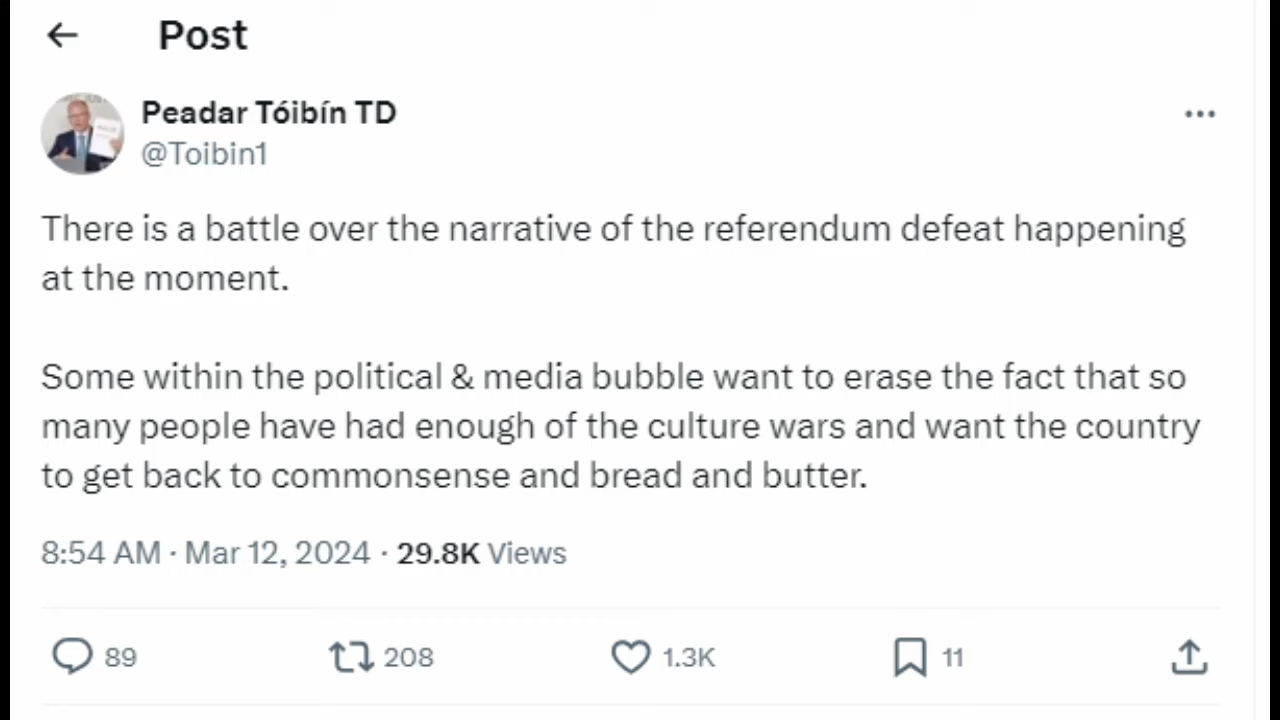 Post
Peadar Tóibín TD
@Toibin1
There is a battle over the narrative of the referendum defeat happening
at the moment.
Some within the political & media bubble want to erase the fact that so
many people have had enough of the culture wars and want the country
to get back to commonsense and bread and butter.
8:54 AM · Mar 12, 2024 · 29.8K Views
89 208 1.3K 11